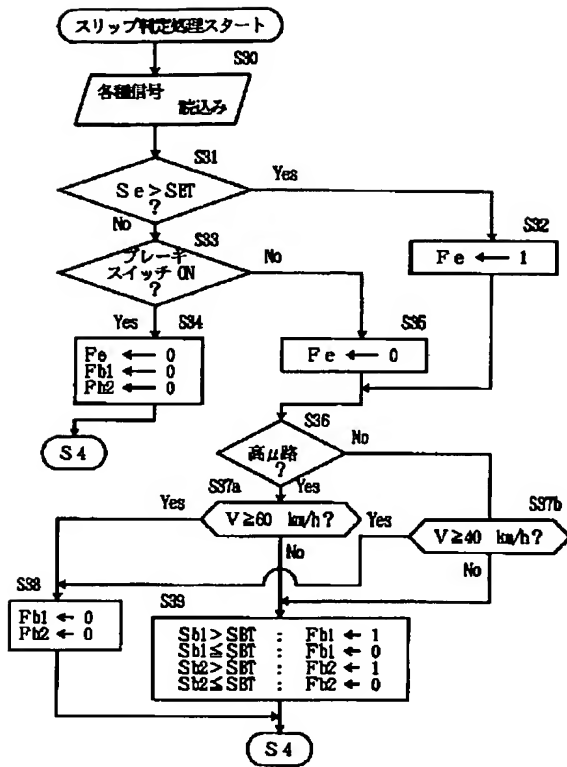 スリップ判定処理スタート
S30
各種信号
読込み
S31
Se>SET
?
Yes
No
S32
Fe ← 1
S33
ブレーキ
スイッチON
?
No
Yes
S34
Fe ← 0
Fb1 ← 0
Fb2 ← 0
S35
Fe ← 0
S4
S36
高μ路
?
No
Yes
S37a
V≧60 km/h?
Yes
No
S37b
V≧40 km/h?
Yes
No
S38
Fb1 ← 0
Fb2 ← 0
S39
Sb1>SBT : Fb1 ← 1
Sb1≦SBT : Fb1 ← 0
Sb2>SBT : Fb2 ← 1
Sb2≦SBT : Fb2 ← 0
S4